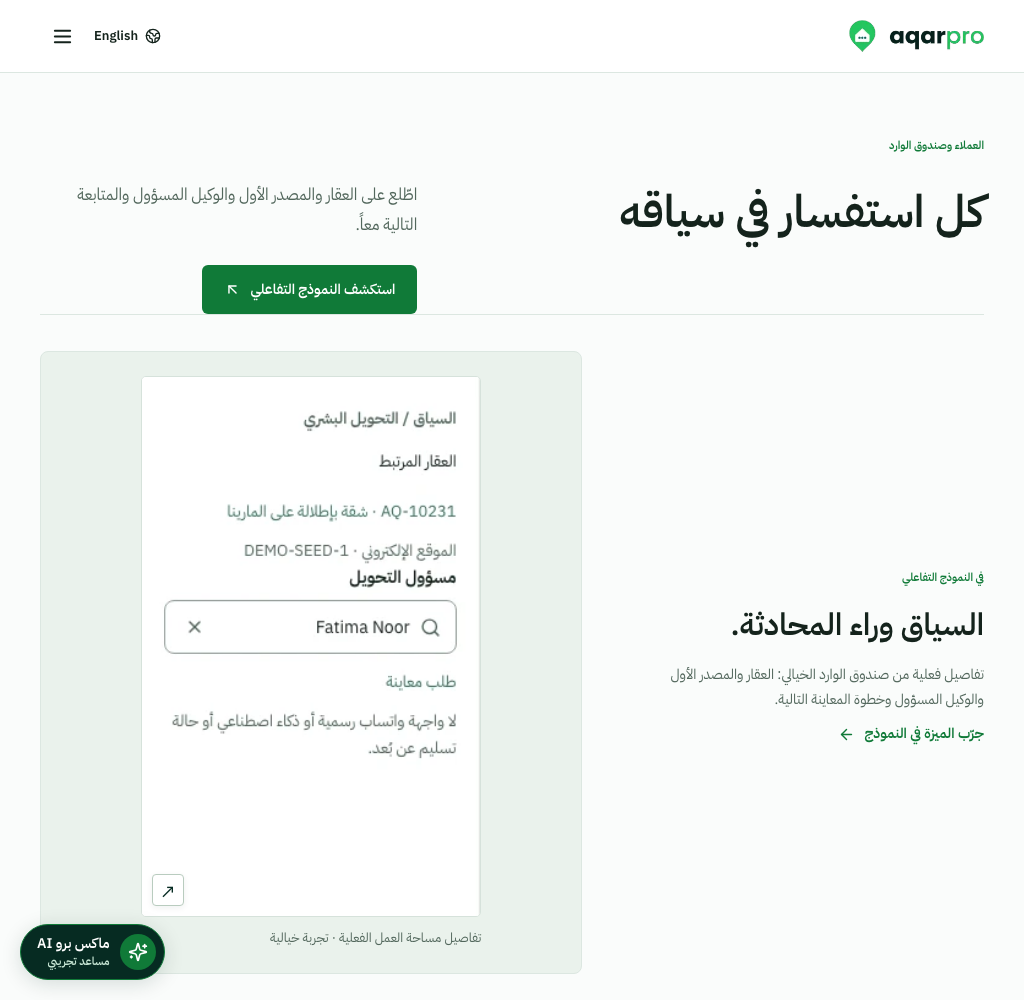 aqarpro
English
العملاء وصندوق الوارد
كل استفسار في سياقه
اطّلع على العقار والمصدر الأول والوكيل المسؤول والمتابعة
التالية معاً.
استكشف النموذج التفاعلي
السياق / التحويل البشري
العقار المرتبط
AQ-10231 · شقة بإطلالة على المارينا
الموقع الإلكتروني · DEMO-SEED-1
مسؤول التحويل
Fatima Noor
طلب معاينة
لا واجهة واتساب رسمية أو ذكاء اصطناعي أو حالة
تسليم عن بُعد.
تفاصيل مساحة العمل الفعلية · تجربة خيالية
في النموذج التفاعلي
السياق وراء المحادثة.
تفاصيل فعلية من صندوق الوارد الخيالي: العقار والمصدر الأول
والوكيل المسؤول وخطوة المعاينة التالية.
جرّب الميزة في النموذج
ماكس برو AI
مساعد تجريبي